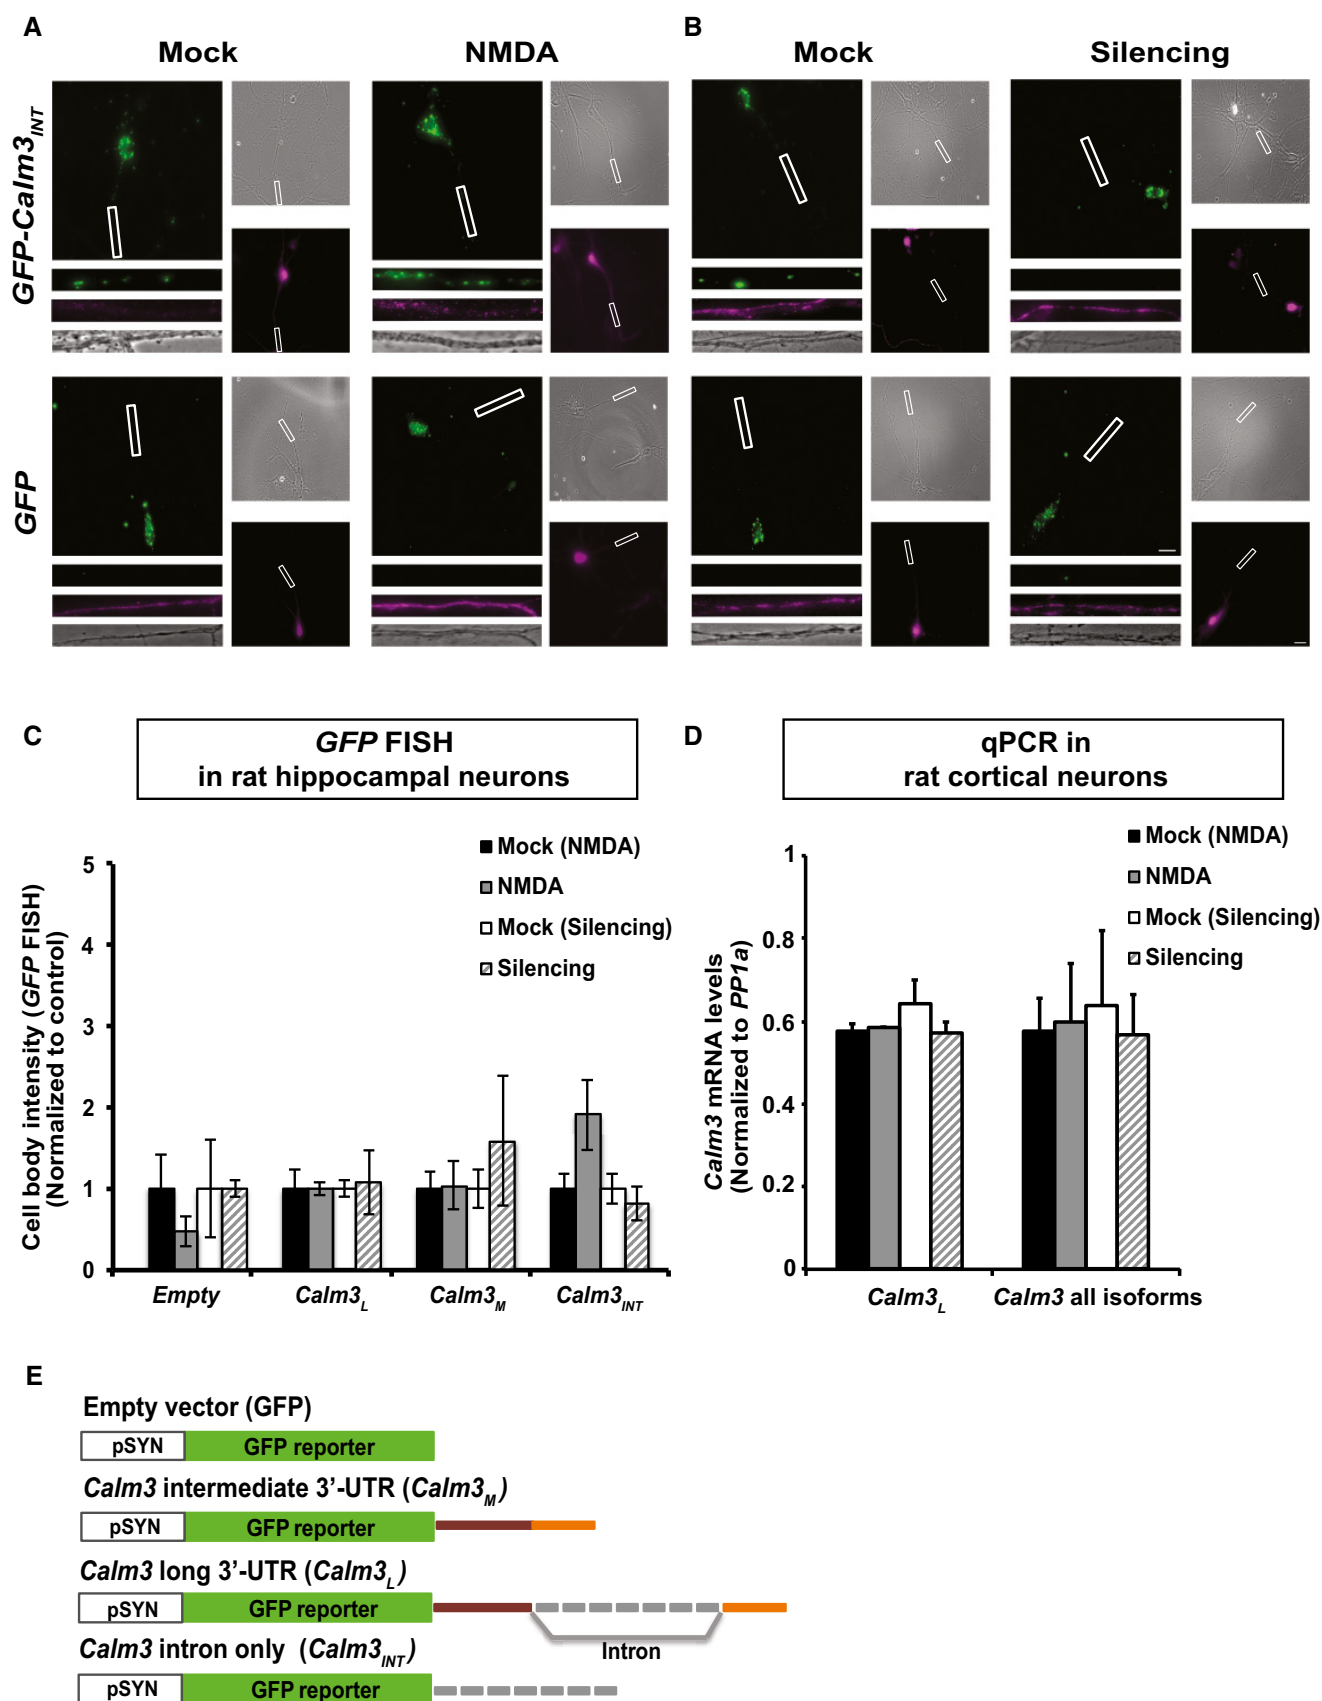 A
B
Mock
NMDA
Mock
Silencing
GFP-Calm3INT
GFP
C
GFP FISH
in rat hippocampal neurons
D
qPCR in
rat cortical neurons
Cell body intensity (GFP FISH)
(Normalized to control)
5
4
3
2
1
0
Mock (NMDA)
NMDA
Mock (Silencing)
Silencing
Empty
Calm3L
Calm3M
Calm3INT
Calm3 mRNA levels
(Normalized to PP1a)
1
0.8
0.6
0.4
0.2
0
Mock (NMDA)
NMDA
Mock (Silencing)
Silencing
Calm3L
Calm3 all isoforms
E
Empty vector (GFP)
pSYN GFP reporter
Calm3 intermediate 3'-UTR (Calm3M)
pSYN GFP reporter
Calm3 long 3'-UTR (Calm3L)
pSYN GFP reporter
Intron
Calm3 intron only (Calm3INT)
pSYN GFP reporter